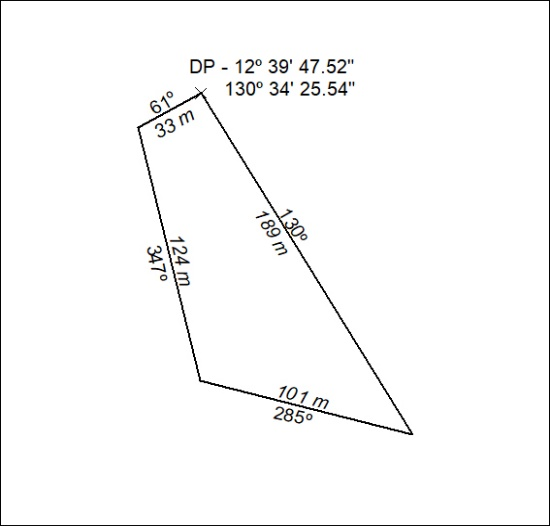 DP - 12º 39' 47.52"
130º 34' 25.54"
61º
33 m
130º
189 m
124 m
347º
101 m
285º